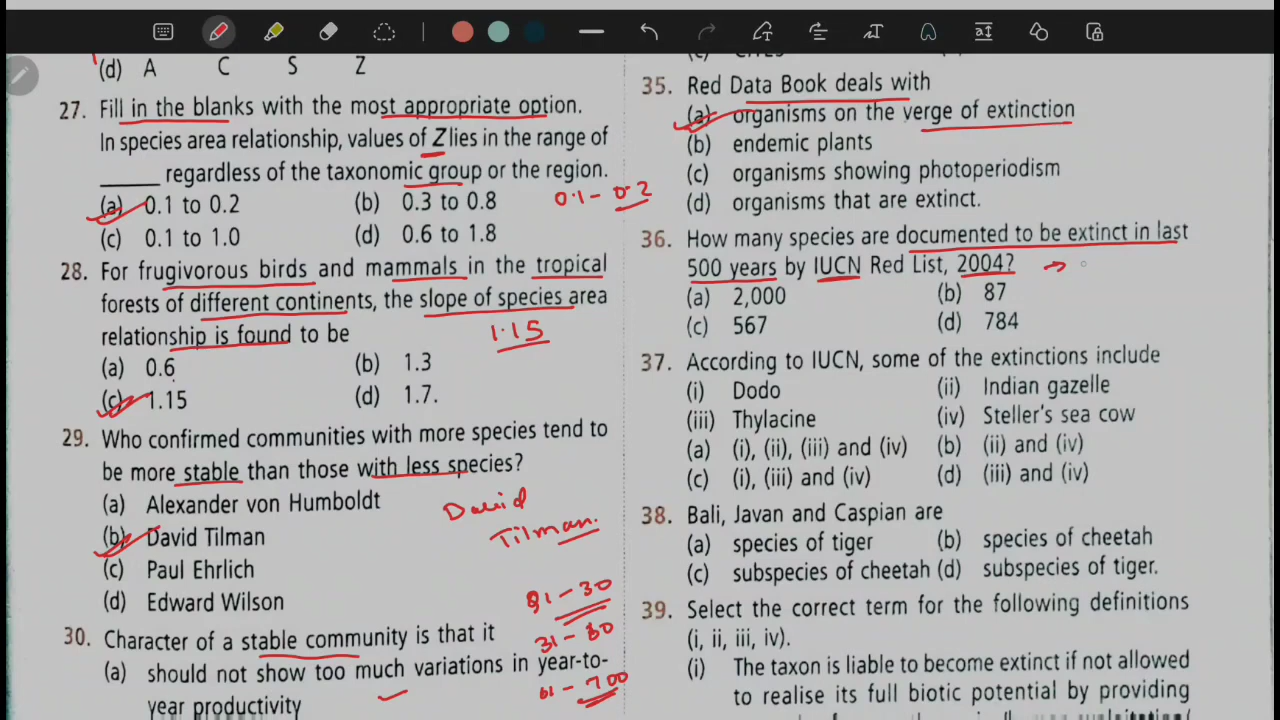 (d) A C S Z
27. Fill in the blanks with the most appropriate option.
In species area relationship, values of Z lies in the range of
______ regardless of the taxonomic group or the region.
(a) 0.1 to 0.2 (b) 0.3 to 0.8
0.1 - 0.2
(c) 0.1 to 1.0 (d) 0.6 to 1.8
28. For frugivorous birds and mammals in the tropical
forests of different continents, the slope of species area
relationship is found to be
1.15
(a) 0.6 (b) 1.3
(c) 1.15 (d) 1.7.
29. Who confirmed communities with more species tend to
be more stable than those with less species?
(a) Alexander von Humboldt
(b) David Tilman
David
Tilman.
(c) Paul Ehrlich
(d) Edward Wilson
30. Character of a stable community is that it
(a) should not show too much variations in year-to-
year productivity
35. Red Data Book deals with
(a) organisms on the verge of extinction
(b) endemic plants
(c) organisms showing photoperiodism
(d) organisms that are extinct.
36. How many species are documented to be extinct in last
500 years by IUCN Red List, 2004?
(a) 2,000 (b) 87
(c) 567 (d) 784
37. According to IUCN, some of the extinctions include
(i) Dodo (ii) Indian gazelle
(iii) Thylacine (iv) Steller's sea cow
(a) (i), (ii), (iii) and (iv) (b) (ii) and (iv)
(c) (i), (iii) and (iv) (d) (iii) and (iv)
38. Bali, Javan and Caspian are
(a) species of tiger (b) species of cheetah
(c) subspecies of cheetah (d) subspecies of tiger.
39. Select the correct term for the following definitions
(i, ii, iii, iv).
(i) The taxon is liable to become extinct if not allowed
to realise its full biotic potential by providing